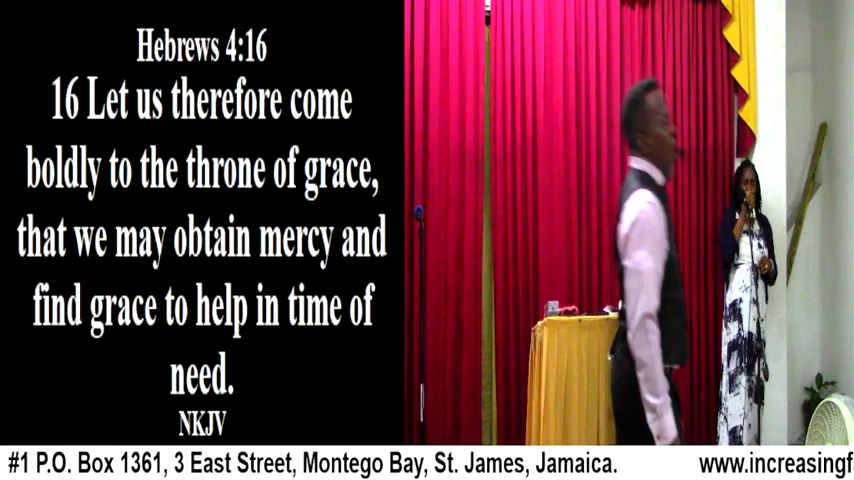 Hebrews 4:16
16 Let us therefore come
boldly to the throne of grace,
that we may obtain mercy and
find grace to help in time of
need.
NKJV
#1 P.O. Box 1361, 3 East Street, Montego Bay, St. James, Jamaica. www.increasingf